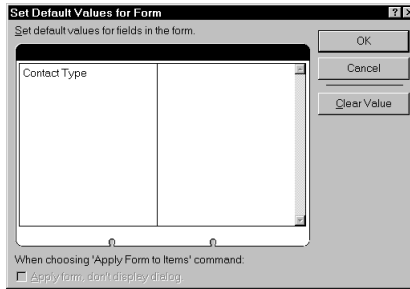 Set Default Values for Form
Set default values for fields in the form.
OK
Contact Type
Cancel
Clear Value
When choosing 'Apply Form to Items' command:
Apply form, don't display dialog